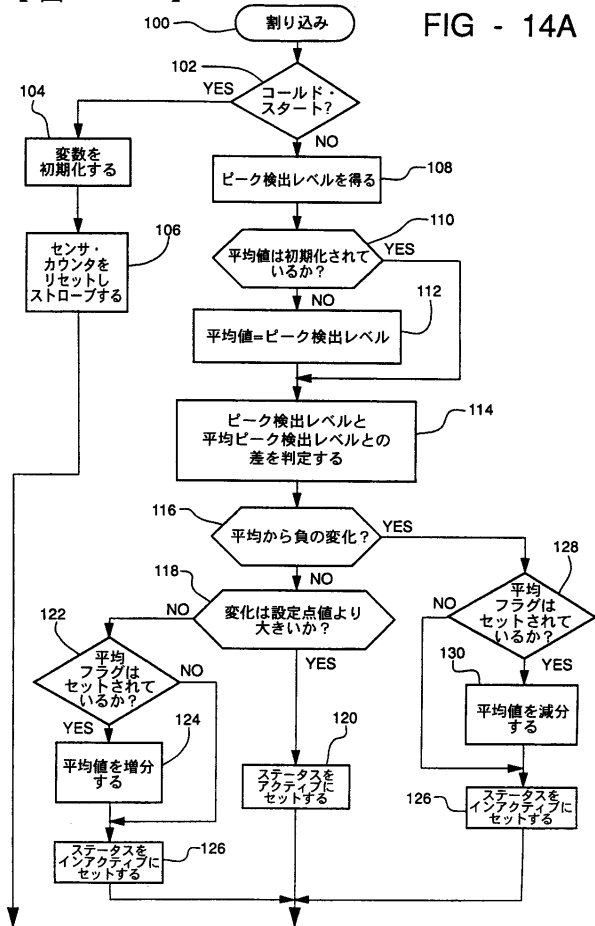 FIG - 14A
100
割り込み
102
コールド・
スタート?
YES
NO
104
変数を
初期化する
106
センサ・
カウンタを
リセットし
ストローブする
108
ピーク検出レベルを得る
110
平均値は初期化されて
いるか?
YES
NO
112
平均値=ピーク検出レベル
114
ピーク検出レベルと
平均ピーク検出レベルとの
差を判定する
116
平均から負の変化?
YES
NO
118
変化は設定点値より
大きいか?
NO
YES
120
ステータスを
アクティブに
セットする
122
平均
フラグは
セットされて
いるか?
NO
YES
124
平均値を増分
する
126
ステータスを
インアクティブに
セットする
128
平均
フラグは
セットされて
いるか?
NO
YES
130
平均値を減分
する
126
ステータスを
インアクティブに
セットする